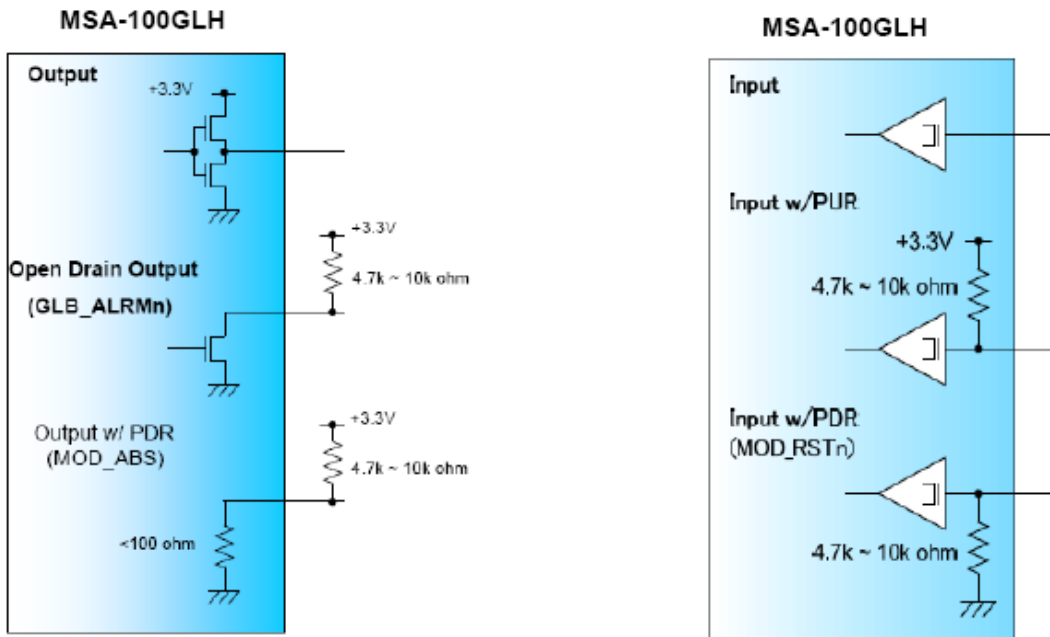 MSA-100GLH
Output
+3.3V
+3.3V
Open Drain Output
(GLB_ALRMn)
4.7k ~ 10k ohm
Output w/ PDR
(MOD_ABS)
+3.3V
4.7k ~ 10k ohm
<100 ohm
MSA-100GLH
Input
Input w/PUR
+3.3V
4.7k ~ 10k ohm
Input w/PDR
(MOD_RSTn)
4.7k ~ 10k ohm